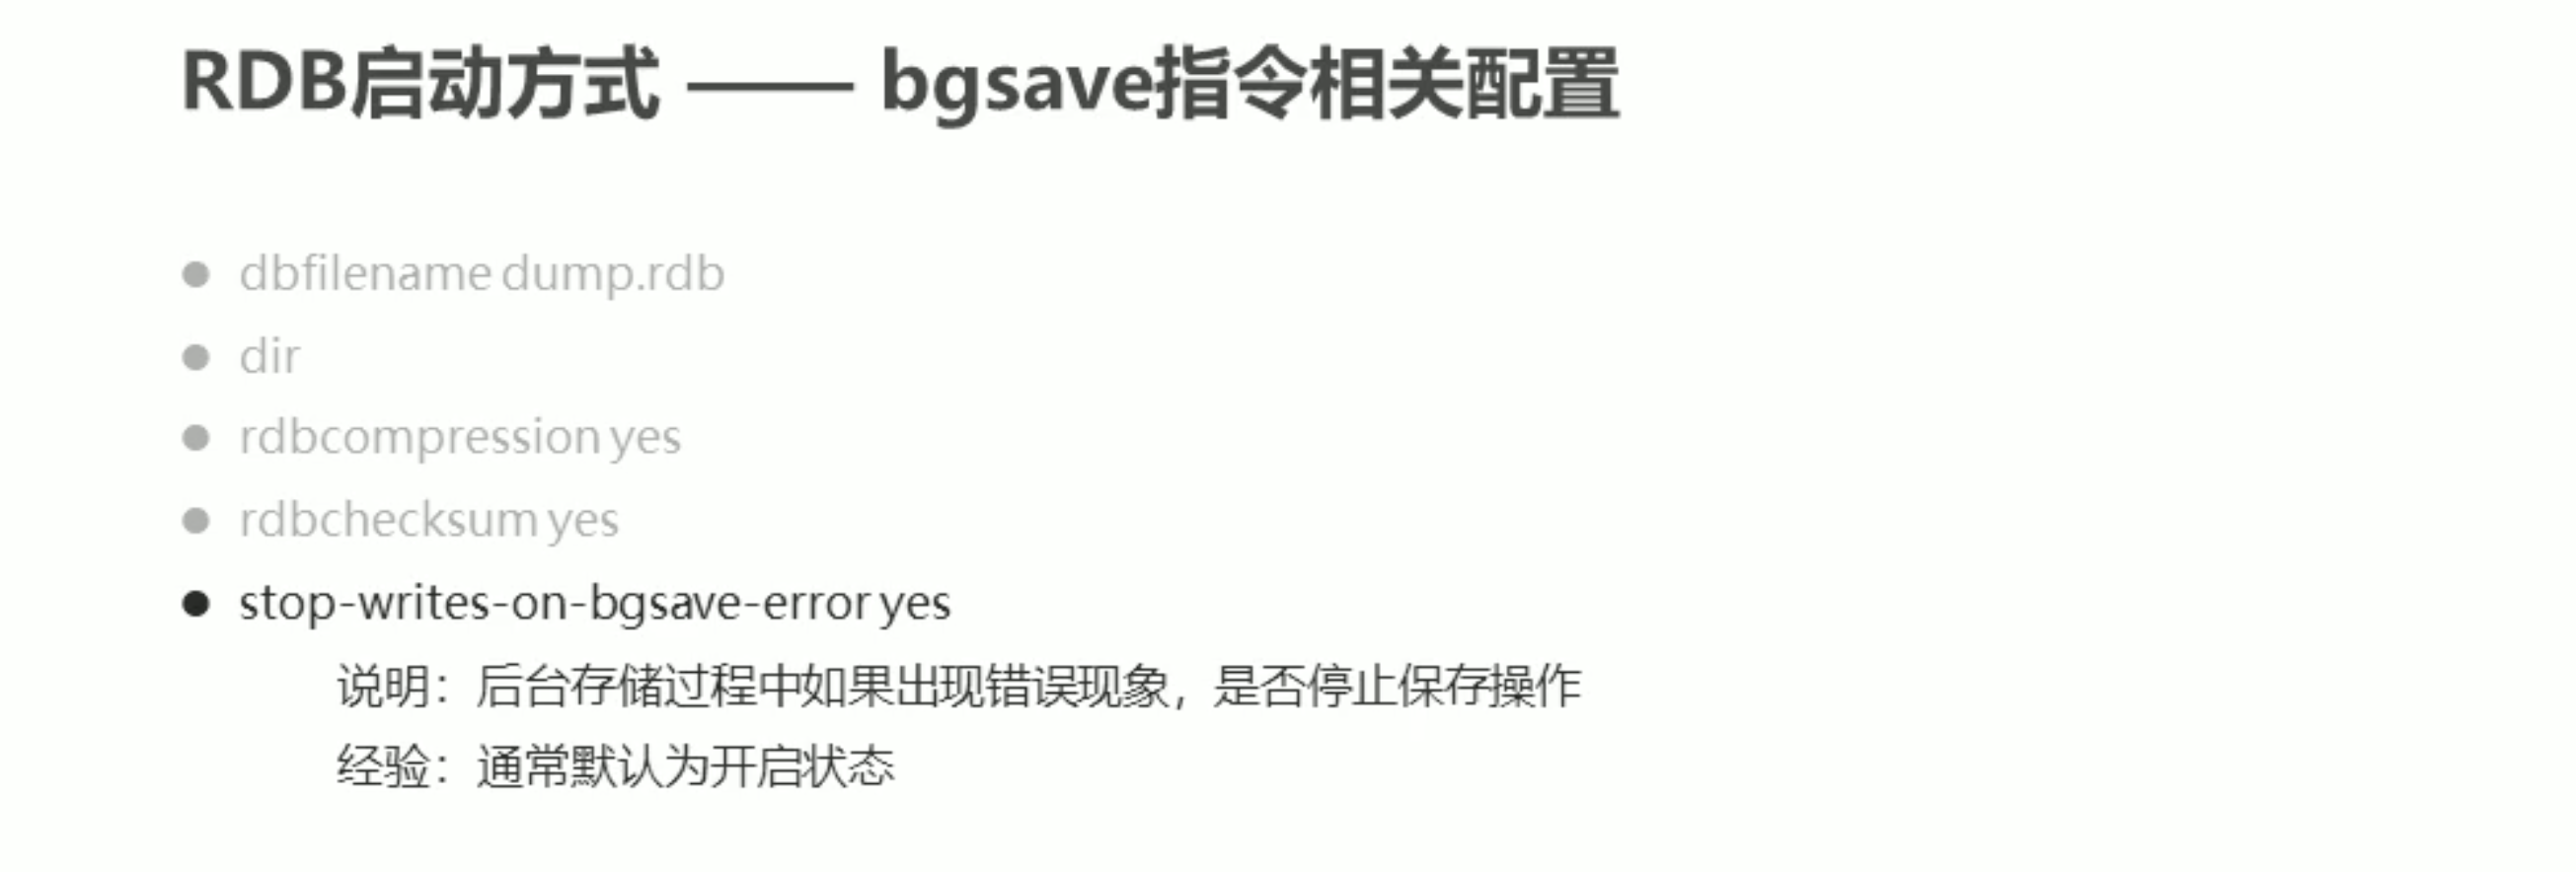 RDB启动方式 —— bgsave指令相关配置
● dbfilename dump.rdb
● dir
● rdbcompression yes
● rdbchecksum yes
● stop-writes-on-bgsave-error yes
说明：后台存储过程中如果出现错误现象，是否停止保存操作
经验：通常默认为开启状态